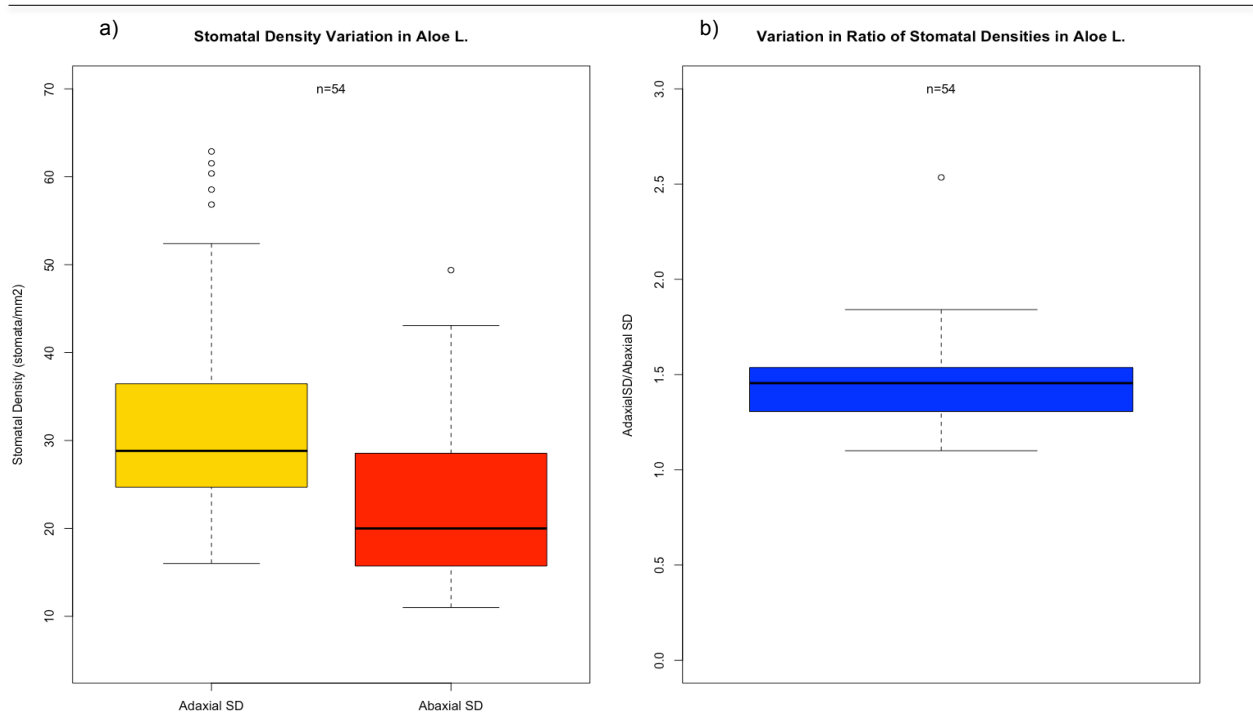 a)
Stomatal Density Variation in Aloe L.
n=54
70
60
50
40
30
20
10
Stomatal Density (stomata/mm2)
Adaxial SD
Abaxial SD
b)
Variation in Ratio of Stomatal Densities in Aloe L.
n=54
3.0
2.5
2.0
1.5
1.0
0.5
0.0
AdaxialSD/Abaxial SD